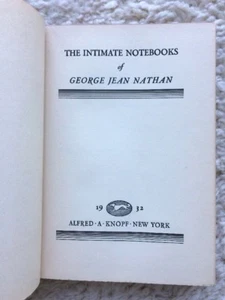 THE INTIMATE NOTEBOOKS
of
GEORGE JEAN NATHAN
19 32
ALFRED · A · KNOPF · NEW YORK